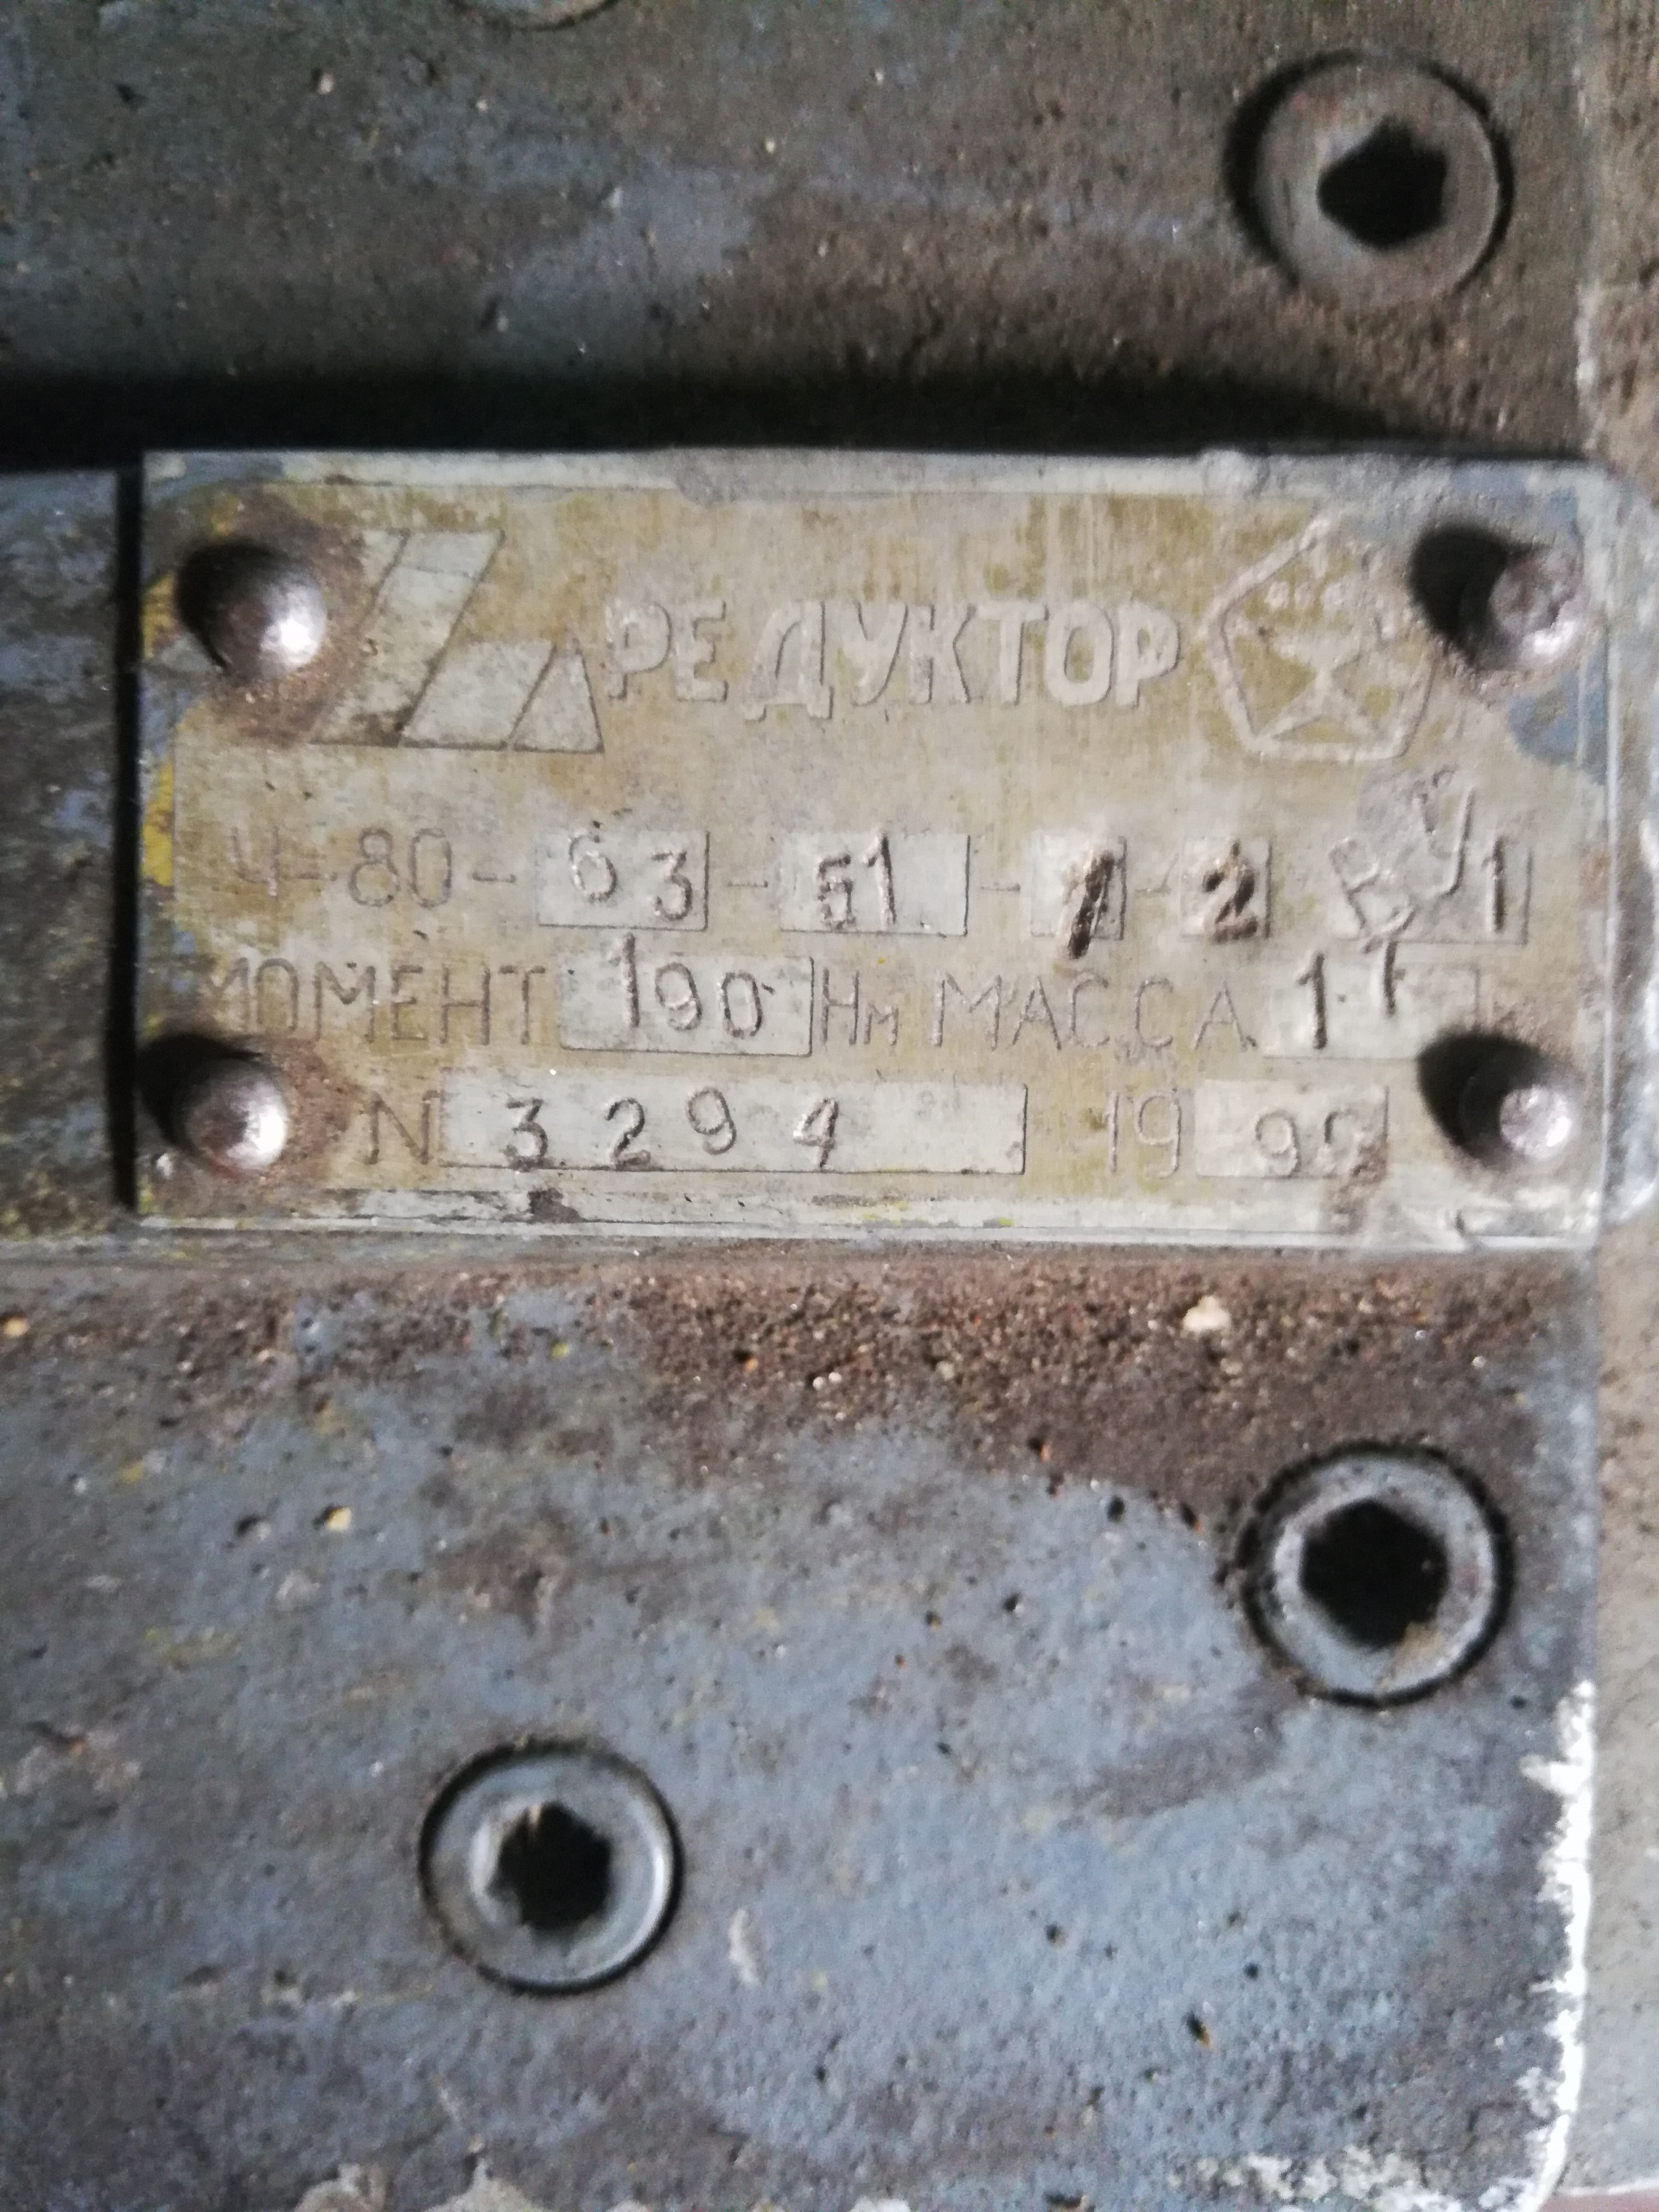 РЕДУКТОР
Ч-80-63-51-1-2 У1
МОМЕНТ 190 Нм МАССА
N 3294 1999